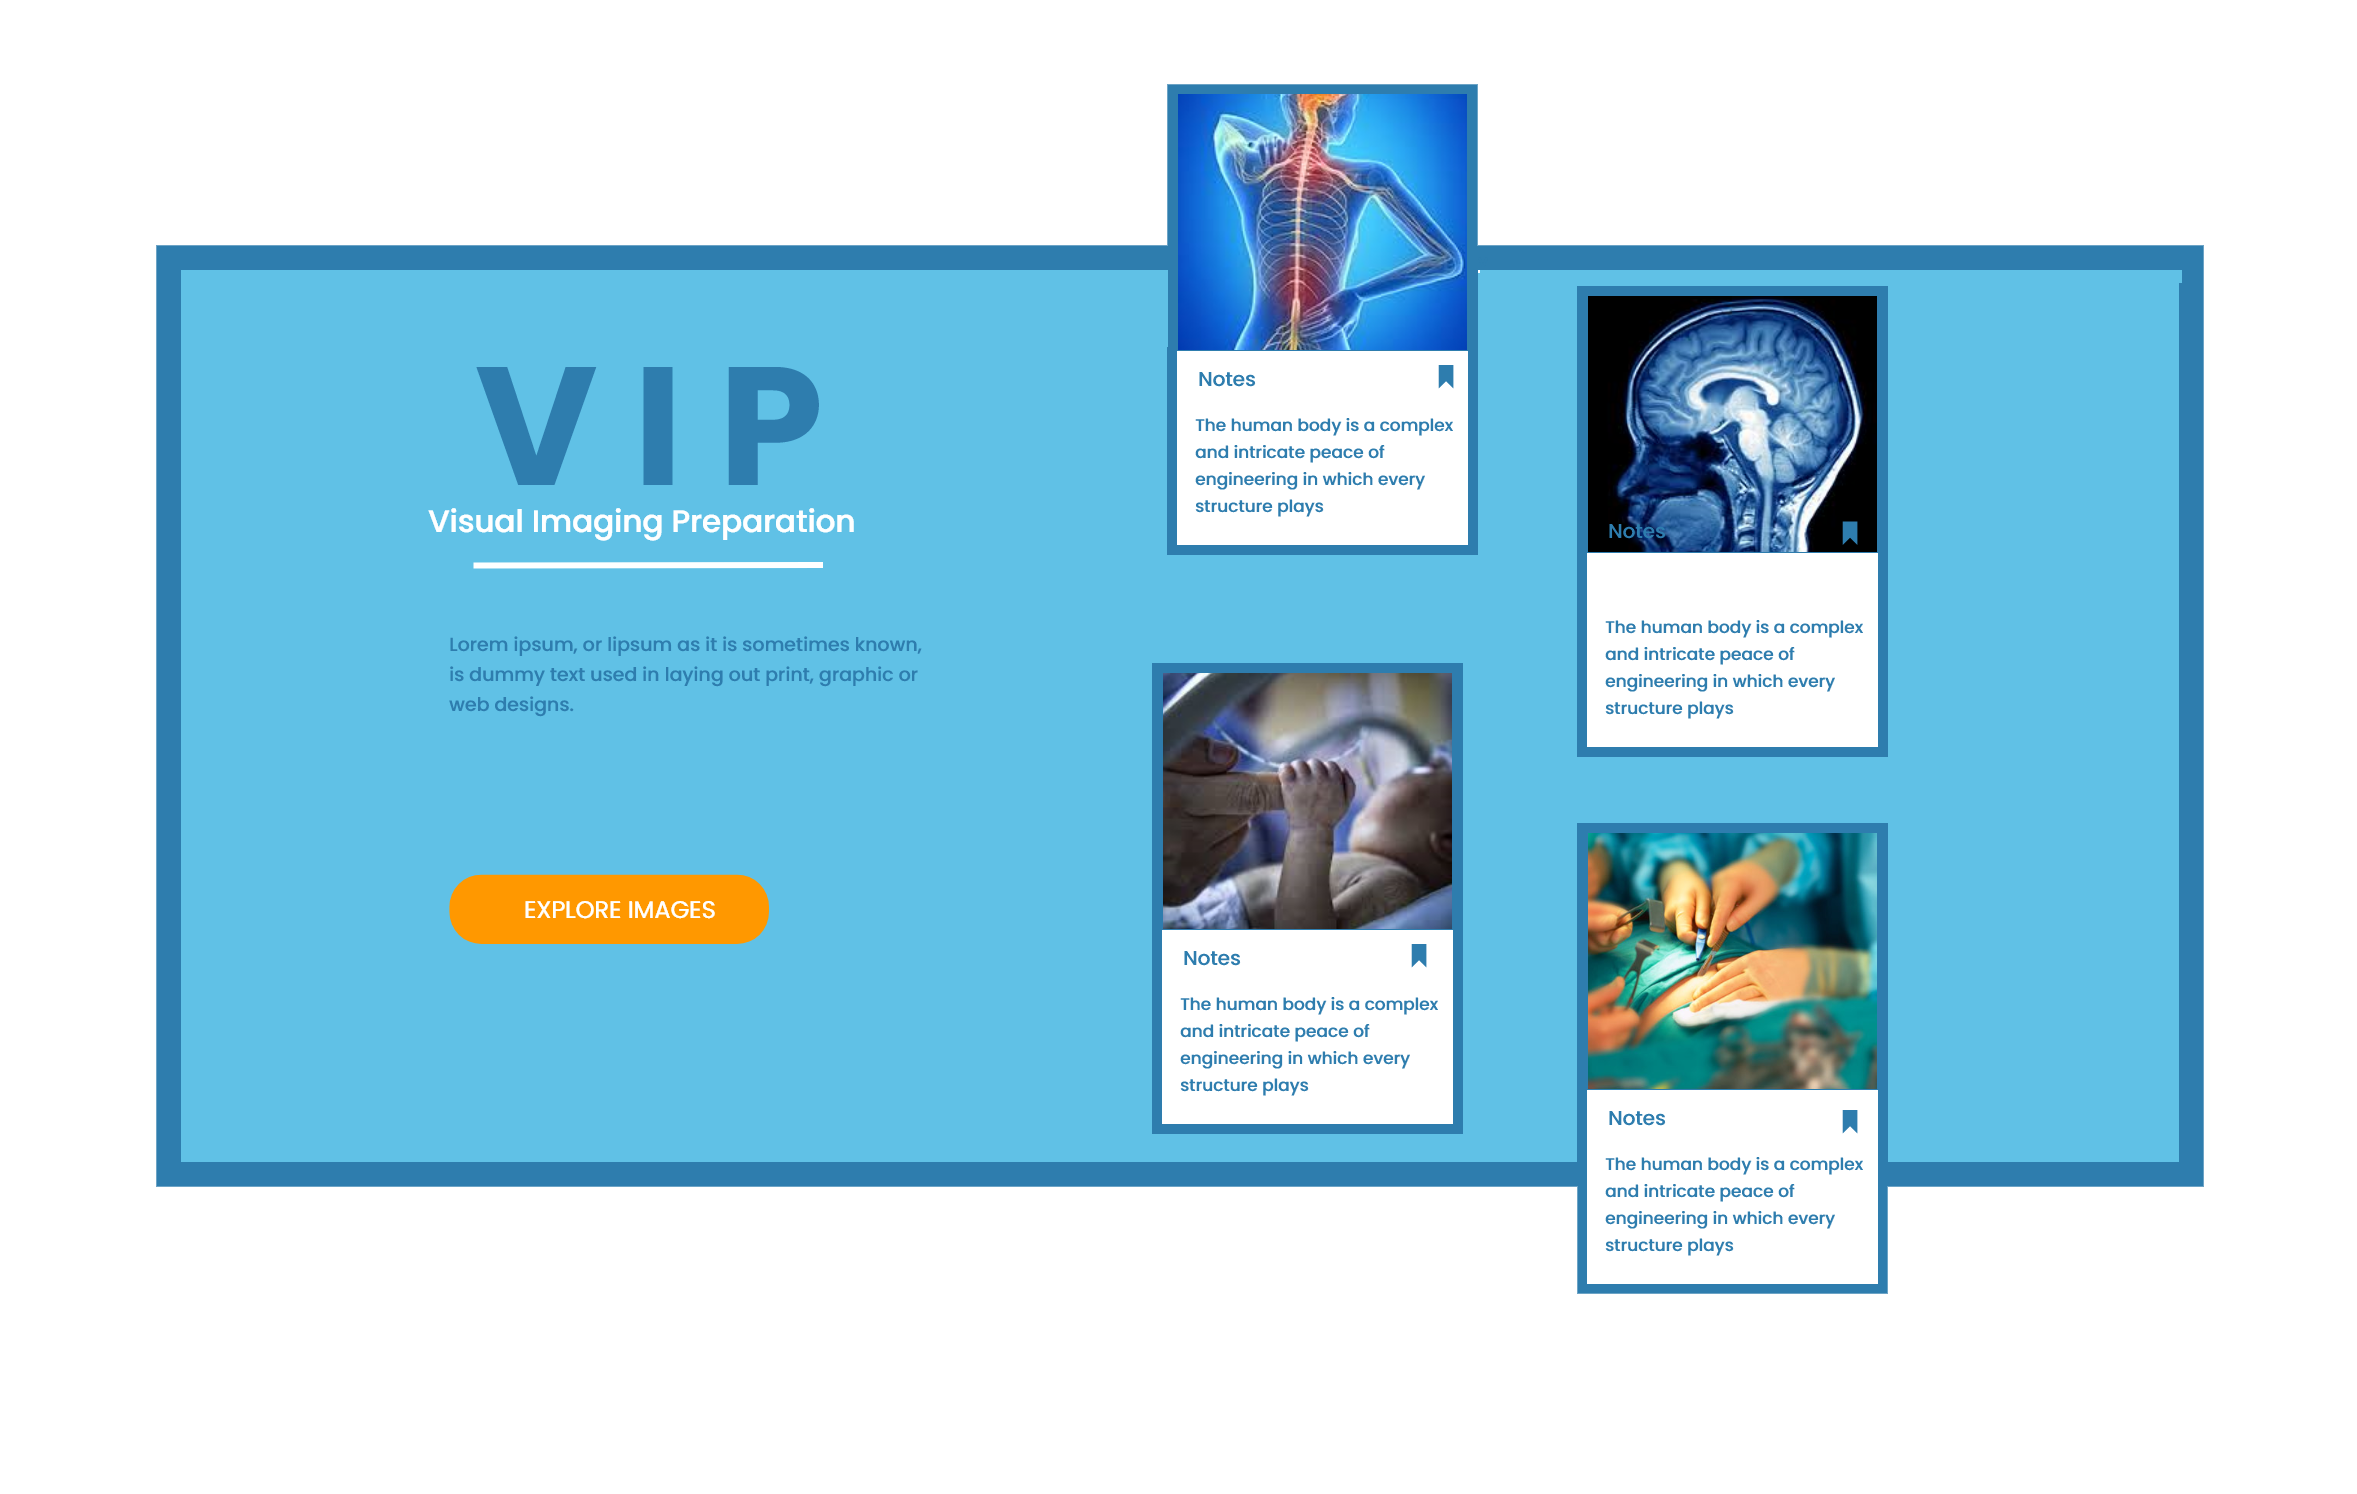 VIP
Visual Imaging Preparation
Lorem ipsum, or lipsum as it is sometimes known,
is dummy text used in laying out print, graphic or
web designs.
EXPLORE IMAGES
Notes
The human body is a complex
and intricate peace of
engineering in which every
structure plays
Notes
The human body is a complex
and intricate peace of
engineering in which every
structure plays
Notes
The human body is a complex
and intricate peace of
engineering in which every
structure plays
Notes
The human body is a complex
and intricate peace of
engineering in which every
structure plays